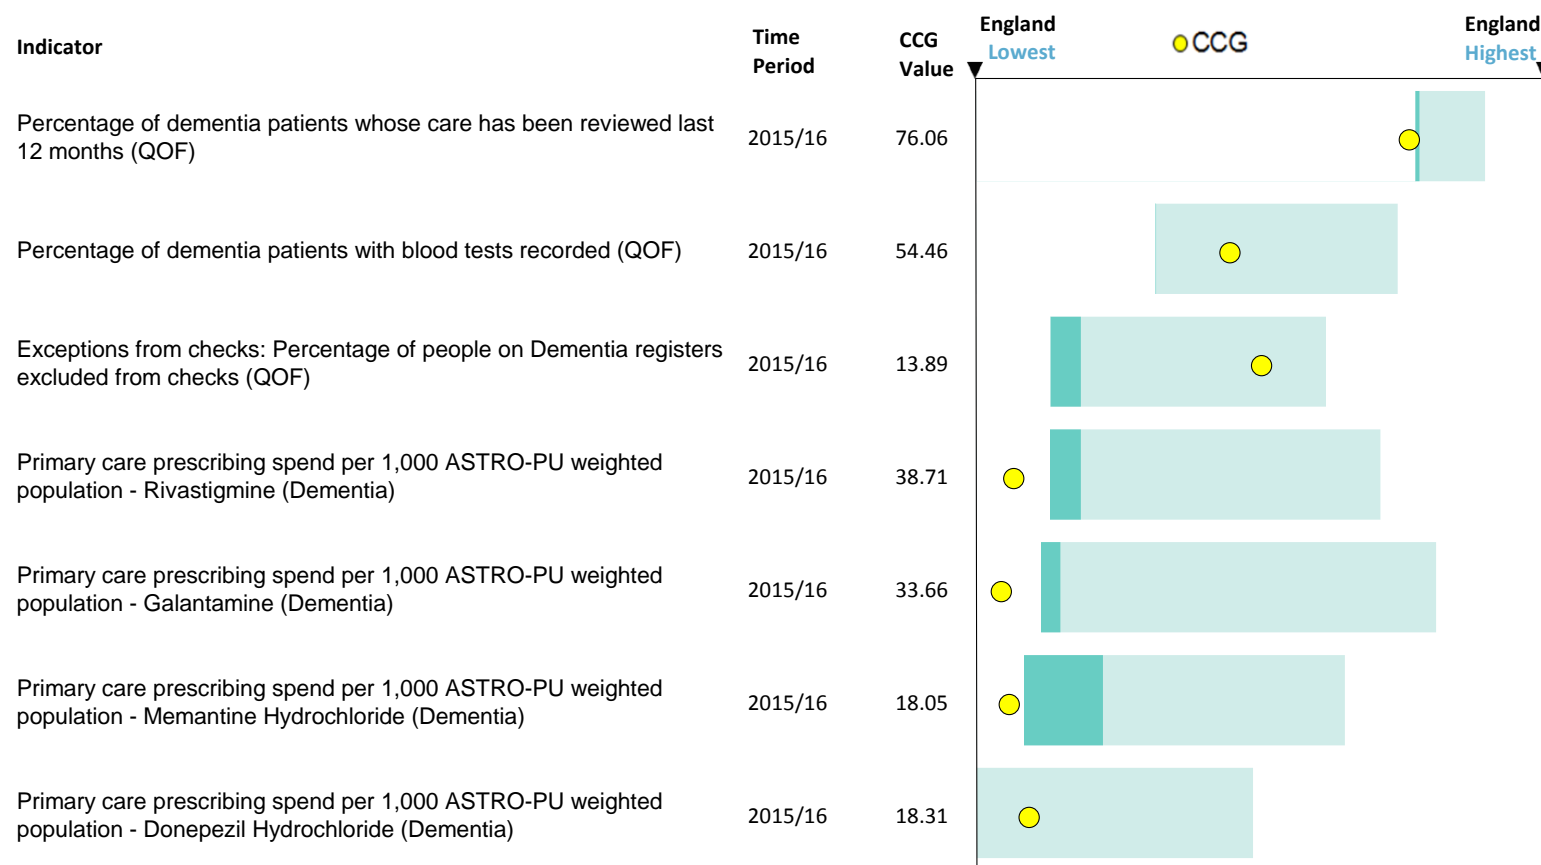 Indicator
Time
Period
CCG
Value
England
Lowest
CCG
England
Highest
Percentage of dementia patients whose care has been reviewed last
12 months (QOF)
2015/16
76.06
Percentage of dementia patients with blood tests recorded (QOF)
2015/16
54.46
Exceptions from checks: Percentage of people on Dementia registers
excluded from checks (QOF)
2015/16
13.89
Primary care prescribing spend per 1,000 ASTRO-PU weighted
population - Rivastigmine (Dementia)
2015/16
38.71
Primary care prescribing spend per 1,000 ASTRO-PU weighted
population - Galantamine (Dementia)
2015/16
33.66
Primary care prescribing spend per 1,000 ASTRO-PU weighted
population - Memantine Hydrochloride (Dementia)
2015/16
18.05
Primary care prescribing spend per 1,000 ASTRO-PU weighted
population - Donepezil Hydrochloride (Dementia)
2015/16
18.31